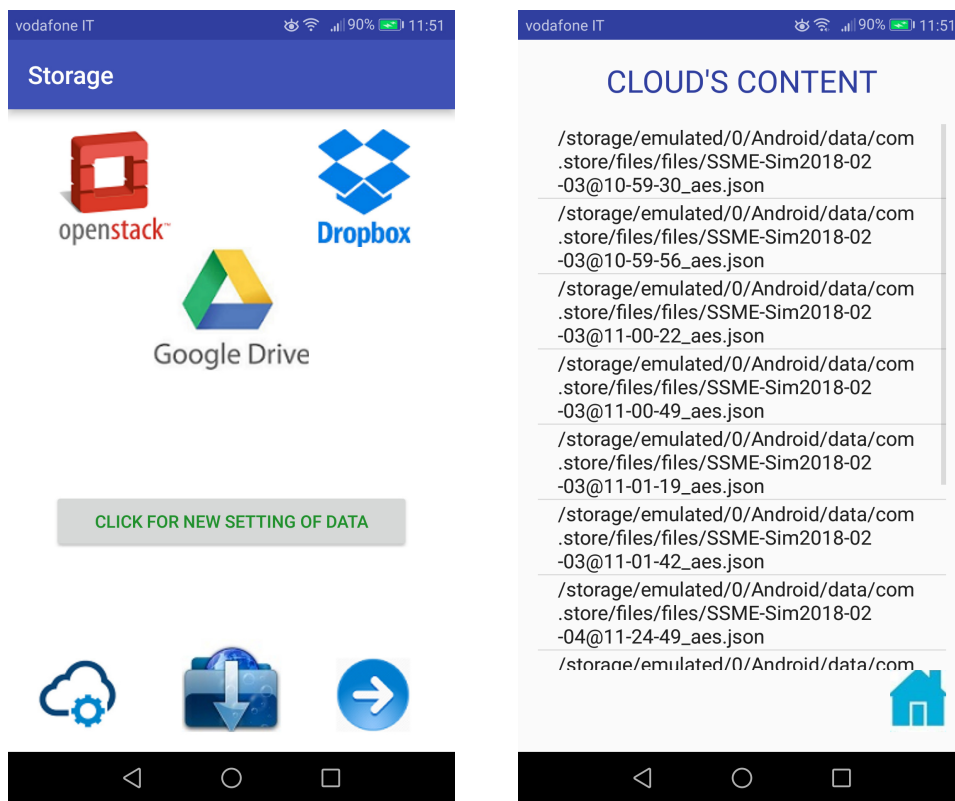 vodafone IT 90% 11:51
Storage
openstack™
Dropbox
Google Drive
CLICK FOR NEW SETTING OF DATA
vodafone IT 90% 11:51
CLOUD'S CONTENT
/storage/emulated/0/Android/data/com
.store/files/files/SSME-Sim2018-02
-03@10-59-30_aes.json
/storage/emulated/0/Android/data/com
.store/files/files/SSME-Sim2018-02
-03@10-59-56_aes.json
/storage/emulated/0/Android/data/com
.store/files/files/SSME-Sim2018-02
-03@11-00-22_aes.json
/storage/emulated/0/Android/data/com
.store/files/files/SSME-Sim2018-02
-03@11-00-49_aes.json
/storage/emulated/0/Android/data/com
.store/files/files/SSME-Sim2018-02
-03@11-01-19_aes.json
/storage/emulated/0/Android/data/com
.store/files/files/SSME-Sim2018-02
-03@11-01-42_aes.json
/storage/emulated/0/Android/data/com
.store/files/files/SSME-Sim2018-02
-04@11-24-49_aes.json
/storage/emulated/0/Android/data/com